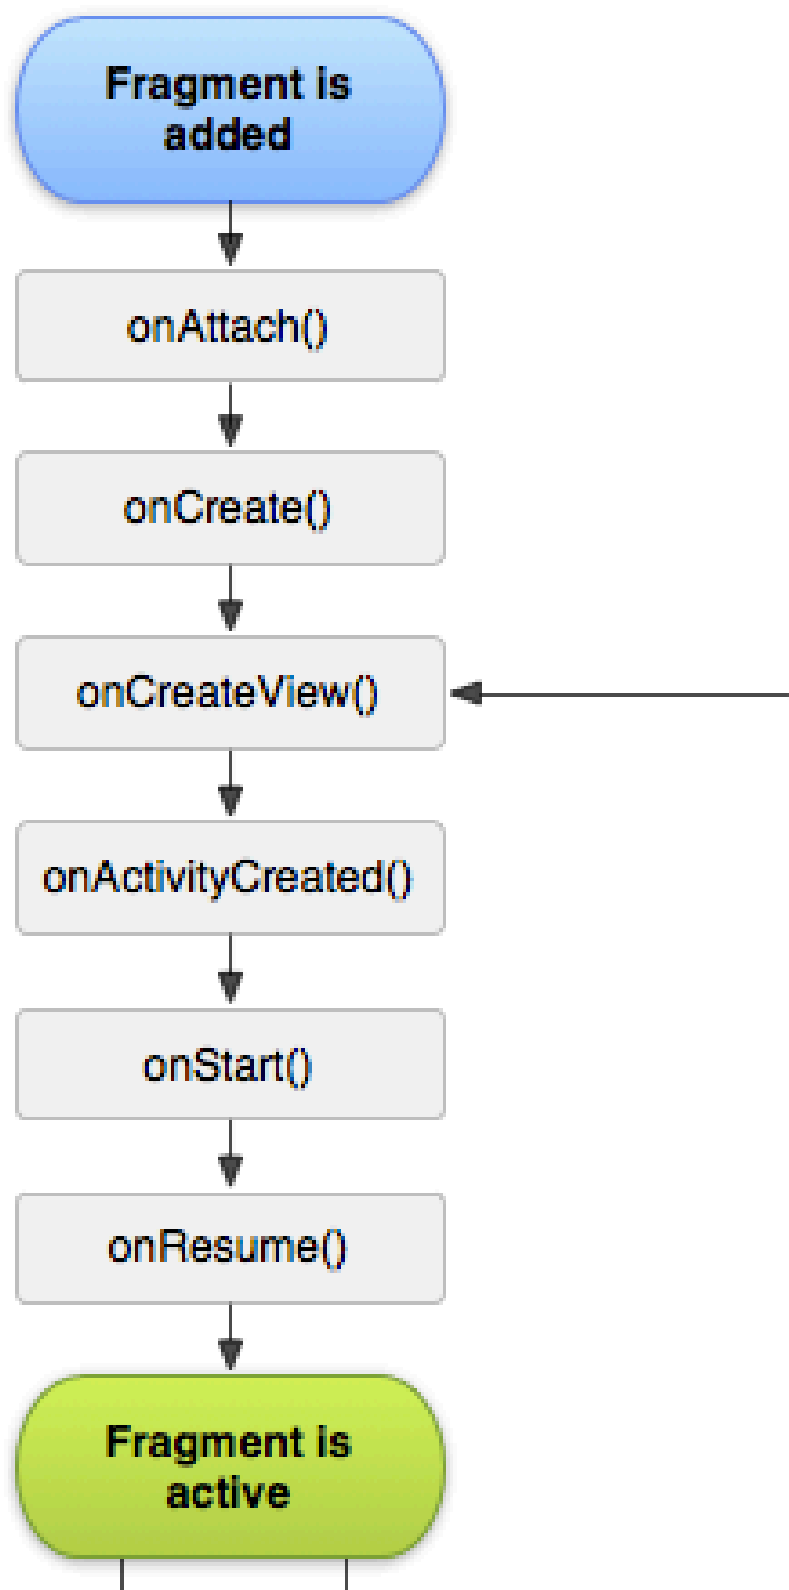 Fragment is
added
onAttach()
onCreate()
onCreateView()
onActivityCreated()
onStart()
onResume()
Fragment is
active